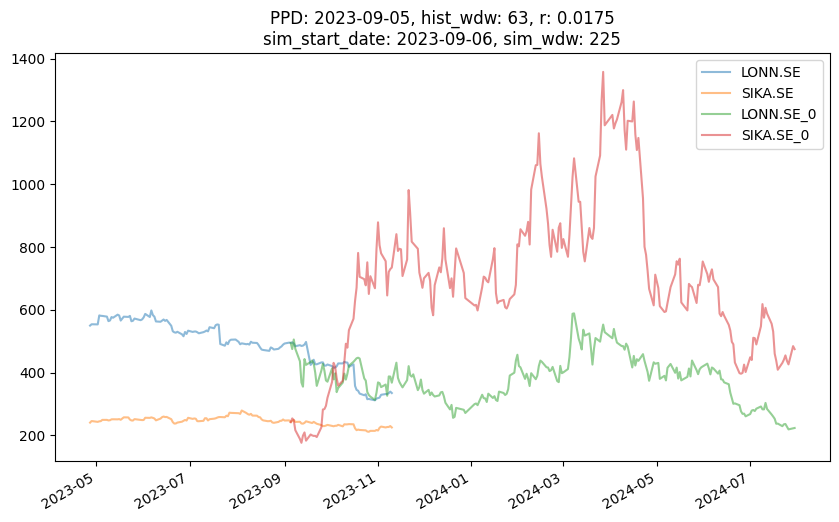 PPD: 2023-09-05, hist_wdw: 63, r: 0.0175
sim_start_date: 2023-09-06, sim_wdw: 225
LONN.SE
SIKA.SE
LONN.SE_0
SIKA.SE_0
1400
1200
1000
800
600
400
200
2023-05
2023-07
2023-09
2023-11
2024-01
2024-03
2024-05
2024-07